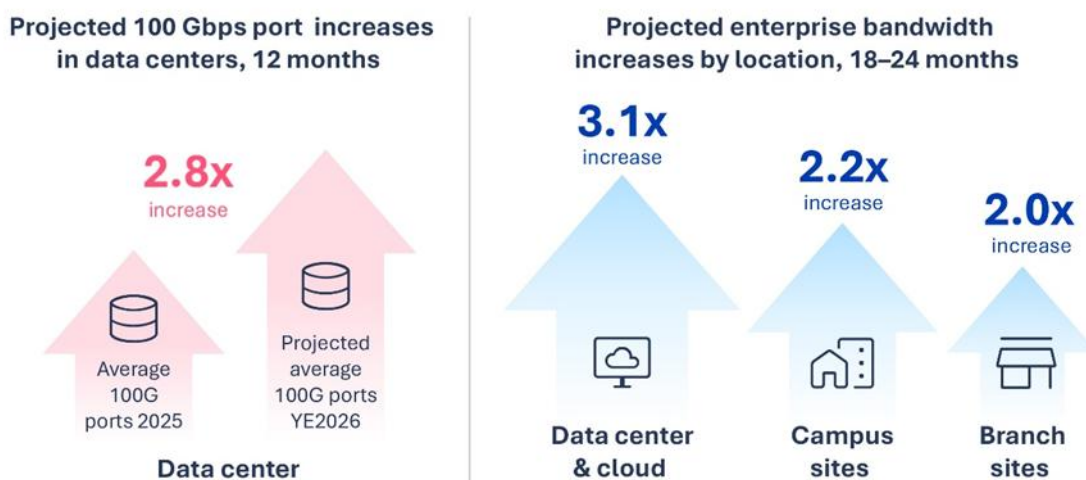 Projected 100 Gbps port increases
in data centers, 12 months
2.8x
increase
Average
100G
ports 2025
Projected
average
100G ports
YE2026
Data center
Projected enterprise bandwidth
increases by location, 18–24 months
3.1x
increase
Data center
& cloud
2.2x
increase
Campus
sites
2.0x
increase
Branch
sites